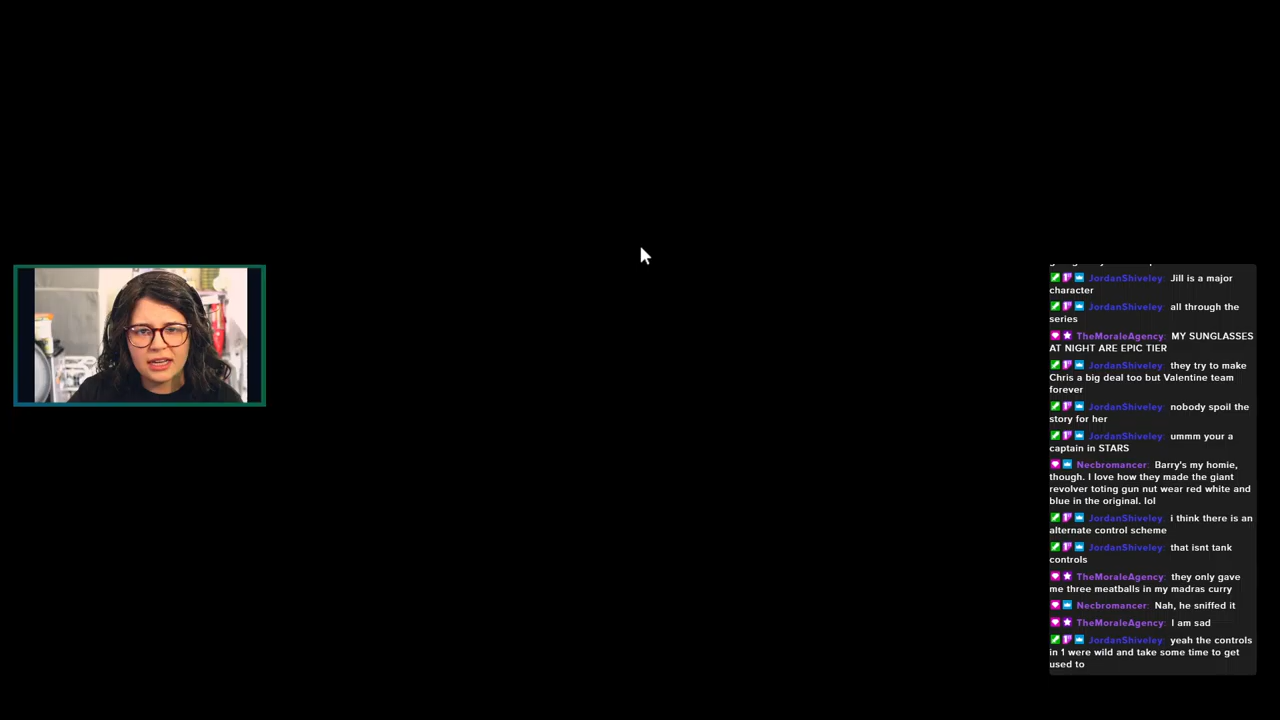 JordanShiveley: Jill is a major
character
JordanShiveley: all through the
series
TheMoraleAgency: MY SUNGLASSES
AT NIGHT ARE EPIC TIER
JordanShiveley: they try to make
Chris a big deal too but Valentine team
forever
JordanShiveley: nobody spoil the
story for her
JordanShiveley: ummm your a
captain in STARS
Necbromancer: Barry's my homie,
though. I love how they made the giant
revolver toting gun nut wear red white and
blue in the original. lol
JordanShiveley: i think there is an
alternate control scheme
JordanShiveley: that isnt tank
controls
TheMoraleAgency: they only gave
me three meatballs in my madras curry
Necbromancer: Nah, he sniffed it
TheMoraleAgency: I am sad
JordanShiveley: yeah the controls
in 1 were wild and take some time to get
used to